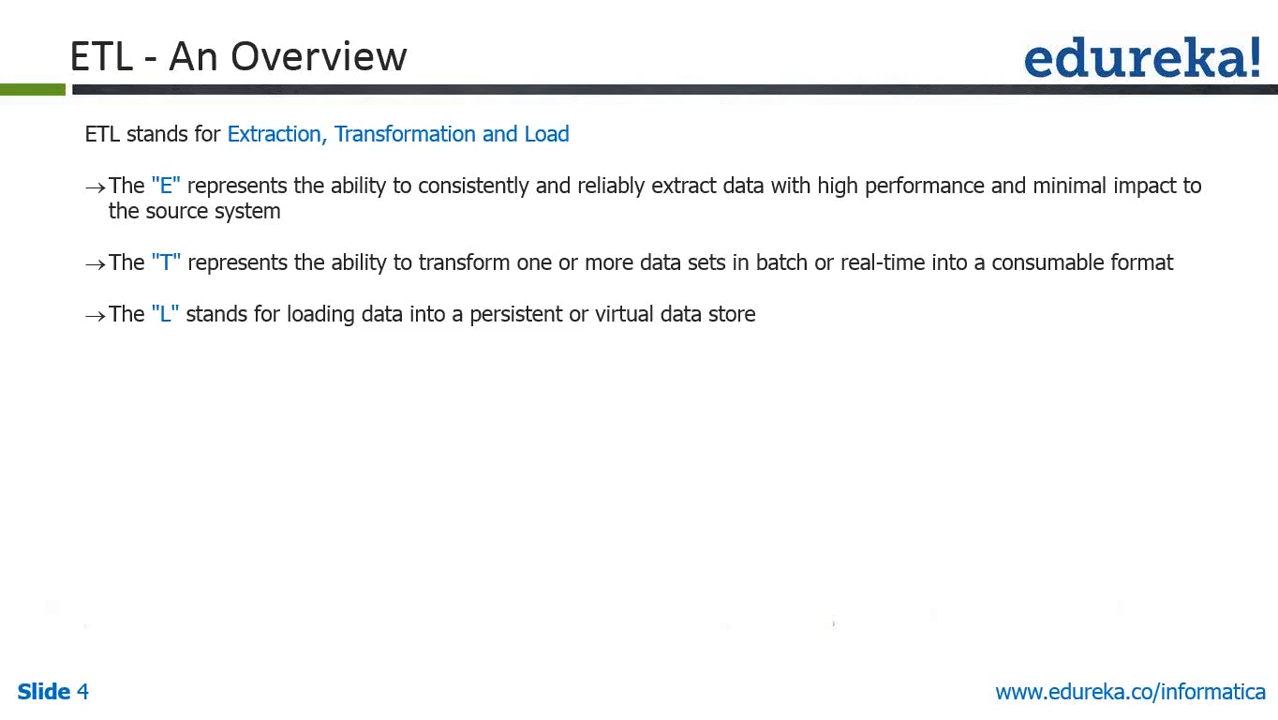 ETL - An Overview
edureka!
ETL stands for Extraction, Transformation and Load
→The "E" represents the ability to consistently and reliably extract data with high performance and minimal impact to
the source system
→The "T" represents the ability to transform one or more data sets in batch or real-time into a consumable format
→The "L" stands for loading data into a persistent or virtual data store
Slide 4
www.edureka.co/informatica